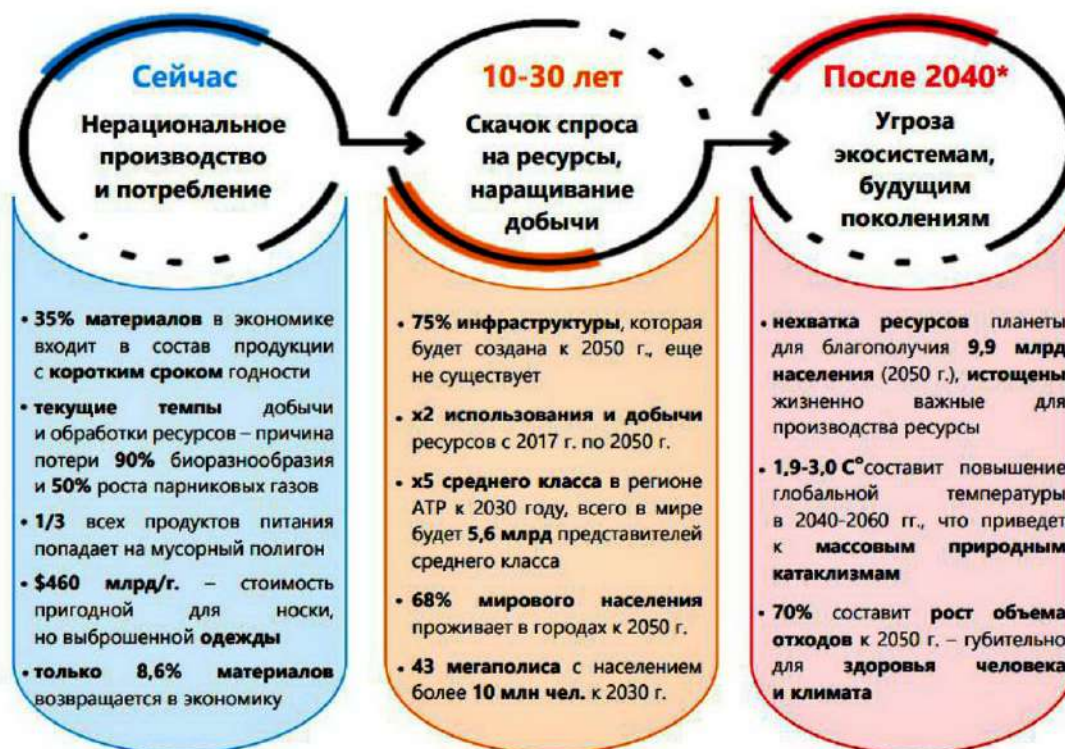 Сейчас
Нерациональное
производство
и потребление
• 35% материалов в экономике
входит в состав продукции
с коротким сроком годности
• текущие темпы добычи
и обработки ресурсов – причина
потери 90% биоразнообразия
и 50% роста парниковых газов
• 1/3 всех продуктов питания
попадает на мусорный полигон
• $460 млрд/г. – стоимость
пригодной для носки,
но выброшенной одежды
• только 8,6% материалов
возвращается в экономику
10-30 лет
Скачок спроса
на ресурсы,
наращивание
добычи
• 75% инфраструктуры, которая
будет создана к 2050 г., еще
не существует
• x2 использования и добычи
ресурсов с 2017 г. по 2050 г.
• x5 среднего класса в регионе
АТР к 2030 году, всего в мире
будет 5,6 млрд представителей
среднего класса
• 68% мирового населения
проживает в городах к 2050 г.
• 43 мегаполиса с населением
более 10 млн чел. к 2030 г.
После 2040*
Угроза
экосистемам,
будущим
поколениям
• нехватка ресурсов планеты
для благополучия 9,9 млрд
населения (2050 г.), истощены
жизненно важные для
производства ресурсы
• 1,9-3,0 С° составит повышение
глобальной температуры
в 2040-2060 гг., что приведет
к массовым природным
катаклизмам
• 70% составит рост объема
отходов к 2050 г. – губительно
для здоровья человека
и климата